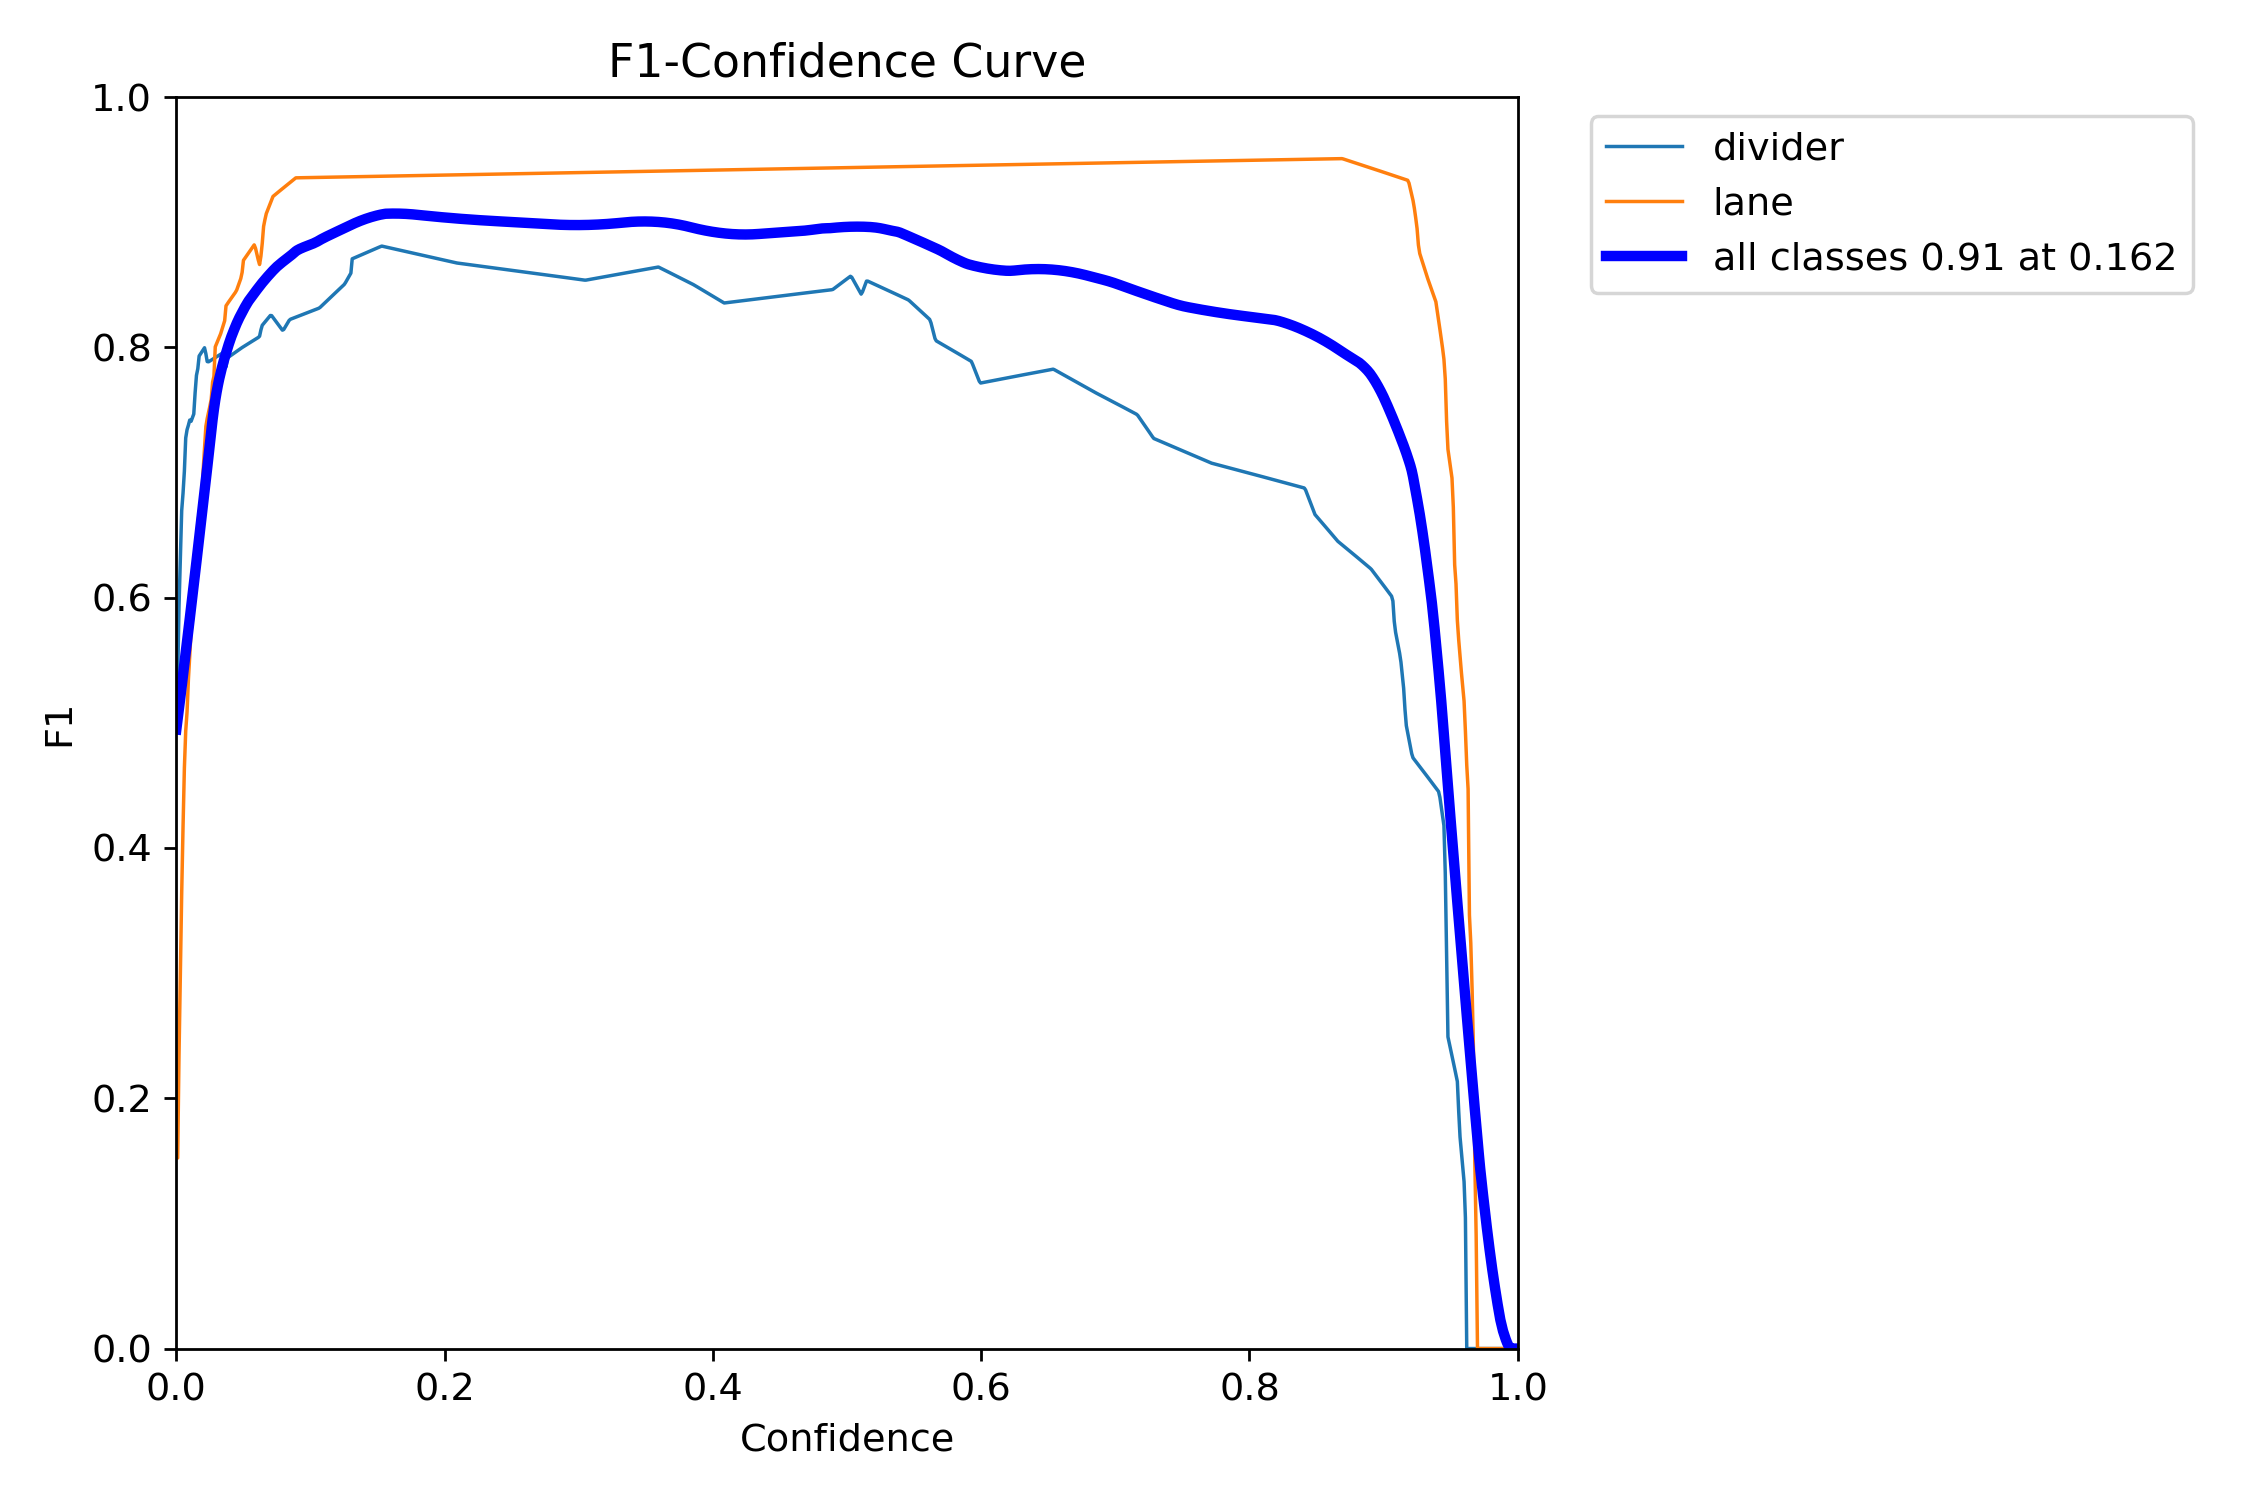 F1-Confidence Curve
1.0
0.8
0.6
0.4
0.2
0.0
F1
0.0 0.2 0.4 0.6 0.8 1.0
Confidence
divider
lane
all classes 0.91 at 0.162